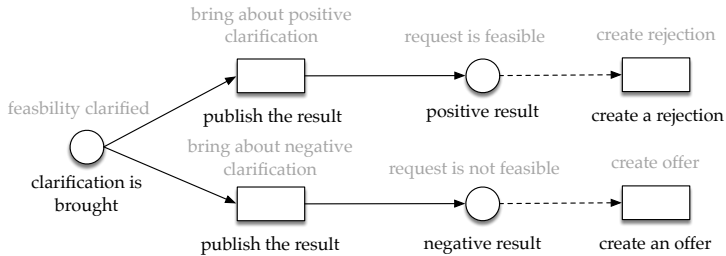 bring about positive
clarification
request is feasible
create rejection
feasbility clarified
publish the result
positive result
create a rejection
clarification is
brought
bring about negative
clarification
request is not feasible
create offer
publish the result
negative result
create an offer